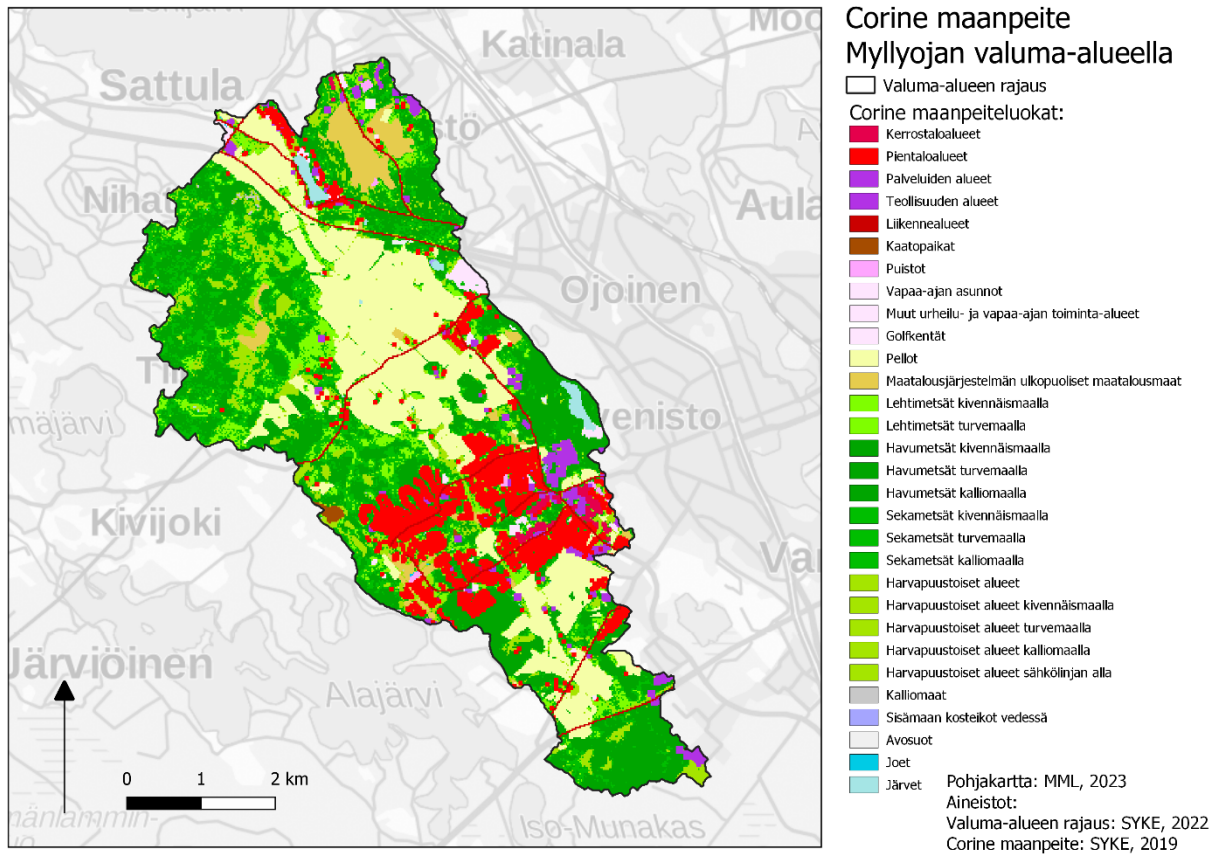 Corine maanpeite
Myllyojan valuma-alueella
Valuma-alueen rajaus
Corine maanpeiteluokat:
Kerrostaloalueet
Pientaloalueet
Palveluiden alueet
Teollisuuden alueet
Liikennealueet
Kaatopaikat
Puistot
Vapaa-ajan asunnot
Muut urheilu- ja vapaa-ajan toiminta-alueet
Golfkentät
Pellot
Maatalousjärjestelmän ulkopuoliset maatalousmaat
Lehtimetsät kivennäismaalla
Lehtimetsät turvemaalla
Havumetsät kivennäismaalla
Havumetsät turvemaalla
Havumetsät kalliomaalla
Sekametsät kivennäismaalla
Sekametsät turvemaalla
Sekametsät kalliomaalla
Harvapuustoiset alueet
Harvapuustoiset alueet kivennäismaalla
Harvapuustoiset alueet turvemaalla
Harvapuustoiset alueet kalliomaalla
Harvapuustoiset alueet sähkölinjan alla
Kalliomaat
Sisämaan kosteikot vedessä
Avosuot
Joet
Järvet
Pohjakartta: MML, 2023
Aineistot:
Valuma-alueen rajaus: SYKE, 2022
Corine maanpeite: SYKE, 2019
Katinala
Sattula
Niha
Aula
Ojoinen
venisto
mäjärvi
Kivijoki
Järviöinen
Alajärvi
Iso-Munakas
mänlammin-
0 1 2 km